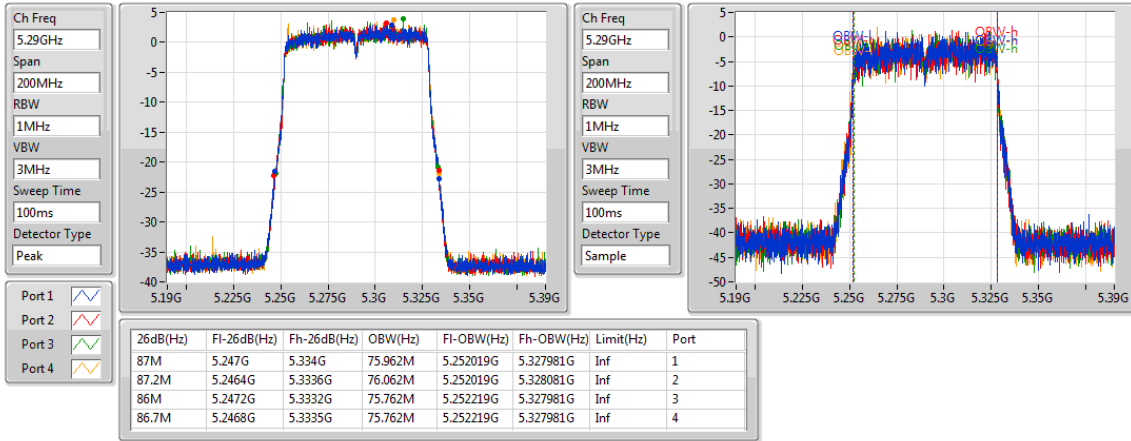 Ch Freq
5.29GHz
Span
200MHz
RBW
1MHz
VBW
3MHz
Sweep Time
100ms
Detector Type
Peak
5
0
-5
-10
-15
-20
-25
-30
-35
-40
5.19G 5.225G 5.25G 5.275G 5.3G 5.325G 5.35G 5.39G
Ch Freq
5.29GHz
Span
200MHz
RBW
1MHz
VBW
3MHz
Sweep Time
100ms
Detector Type
Sample
5
0
-5
-10
-15
-20
-25
-30
-35
-40
-45
-50
OBW-h
OBW-h
OBW-h
5.19G 5.225G 5.25G 5.275G 5.3G 5.325G 5.35G 5.39G
Port 1
Port 2
Port 3
Port 4
26dB(Hz) Fl-26dB(Hz) Fh-26dB(Hz) OBW(Hz) Fl-OBW(Hz) Fh-OBW(Hz) Limit(Hz) Port
87M 5.247G 5.334G 75.962M 5.252019G 5.327981G Inf 1
87.2M 5.2464G 5.3336G 76.062M 5.252019G 5.328081G Inf 2
86M 5.2472G 5.3332G 75.762M 5.252219G 5.327981G Inf 3
86.7M 5.2468G 5.3335G 75.762M 5.252219G 5.327981G Inf 4